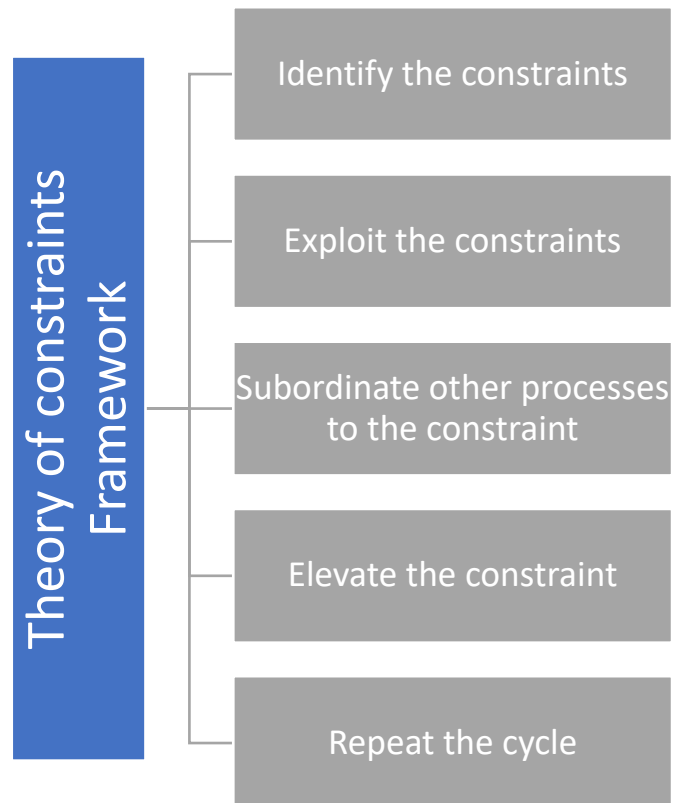 Theory of constraints
Framework
Identify the constraints
Exploit the constraints
Subordinate other processes
to the constraint
Elevate the constraint
Repeat the cycle